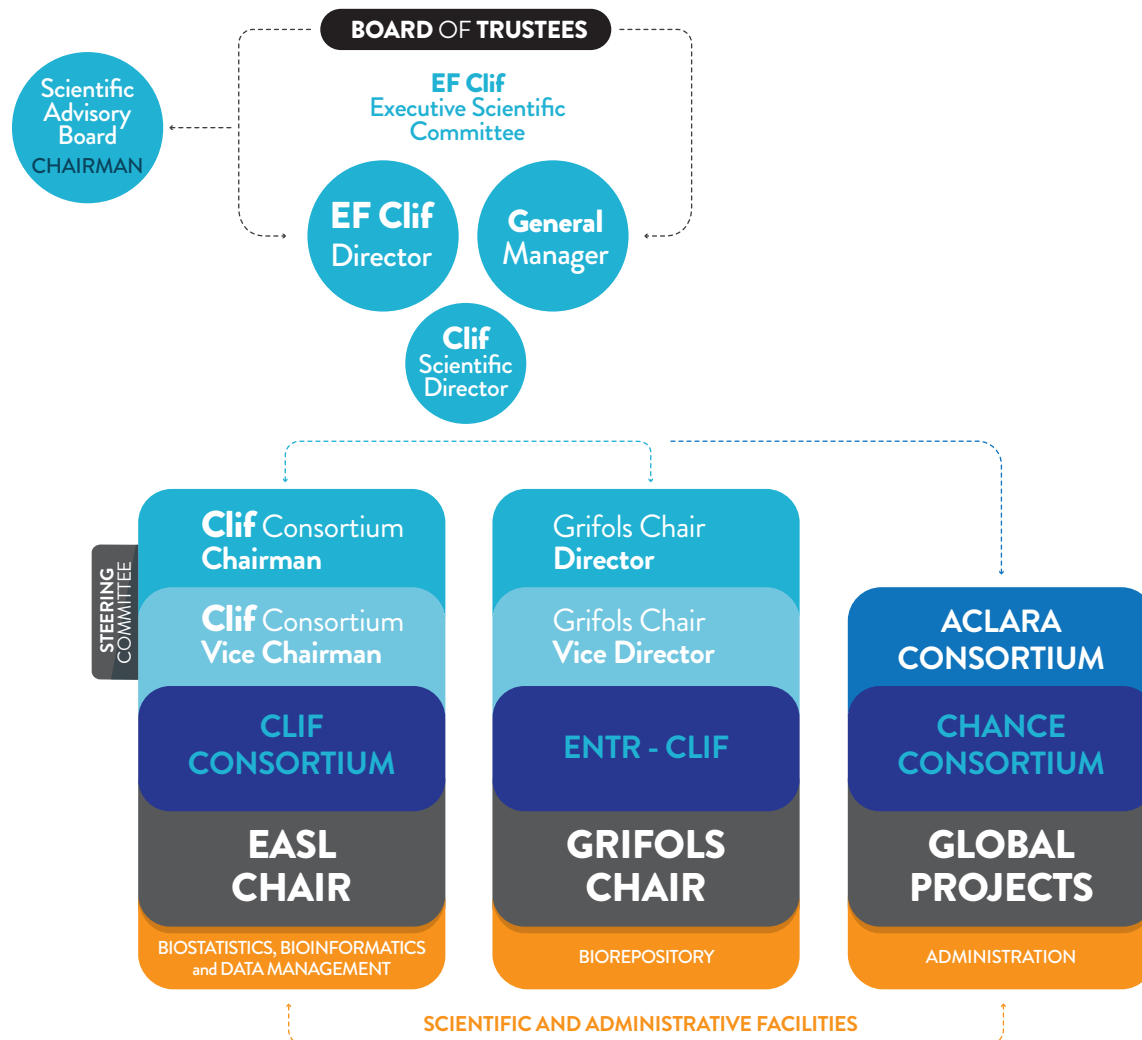 BOARD OF TRUSTEES
Scientific
Advisory
Board
CHAIRMAN
EF Clif
Executive Scientific
Committee
EF Clif
Director
General
Manager
Clif
Scientific
Director
STEERING
COMMITTEE
Clif Consortium
Chairman
Clif Consortium
Vice Chairman
CLIF
CONSORTIUM
EASL
CHAIR
BIOSTATISTICS, BIOINFORMATICS
and DATA MANAGEMENT
Grifols Chair
Director
Grifols Chair
Vice Director
ENTR - CLIF
GRIFOLS
CHAIR
BIOREPOSITORY
ACLARA
CONSORTIUM
CHANCE
CONSORTIUM
GLOBAL
PROJECTS
ADMINISTRATION
SCIENTIFIC AND ADMINISTRATIVE FACILITIES